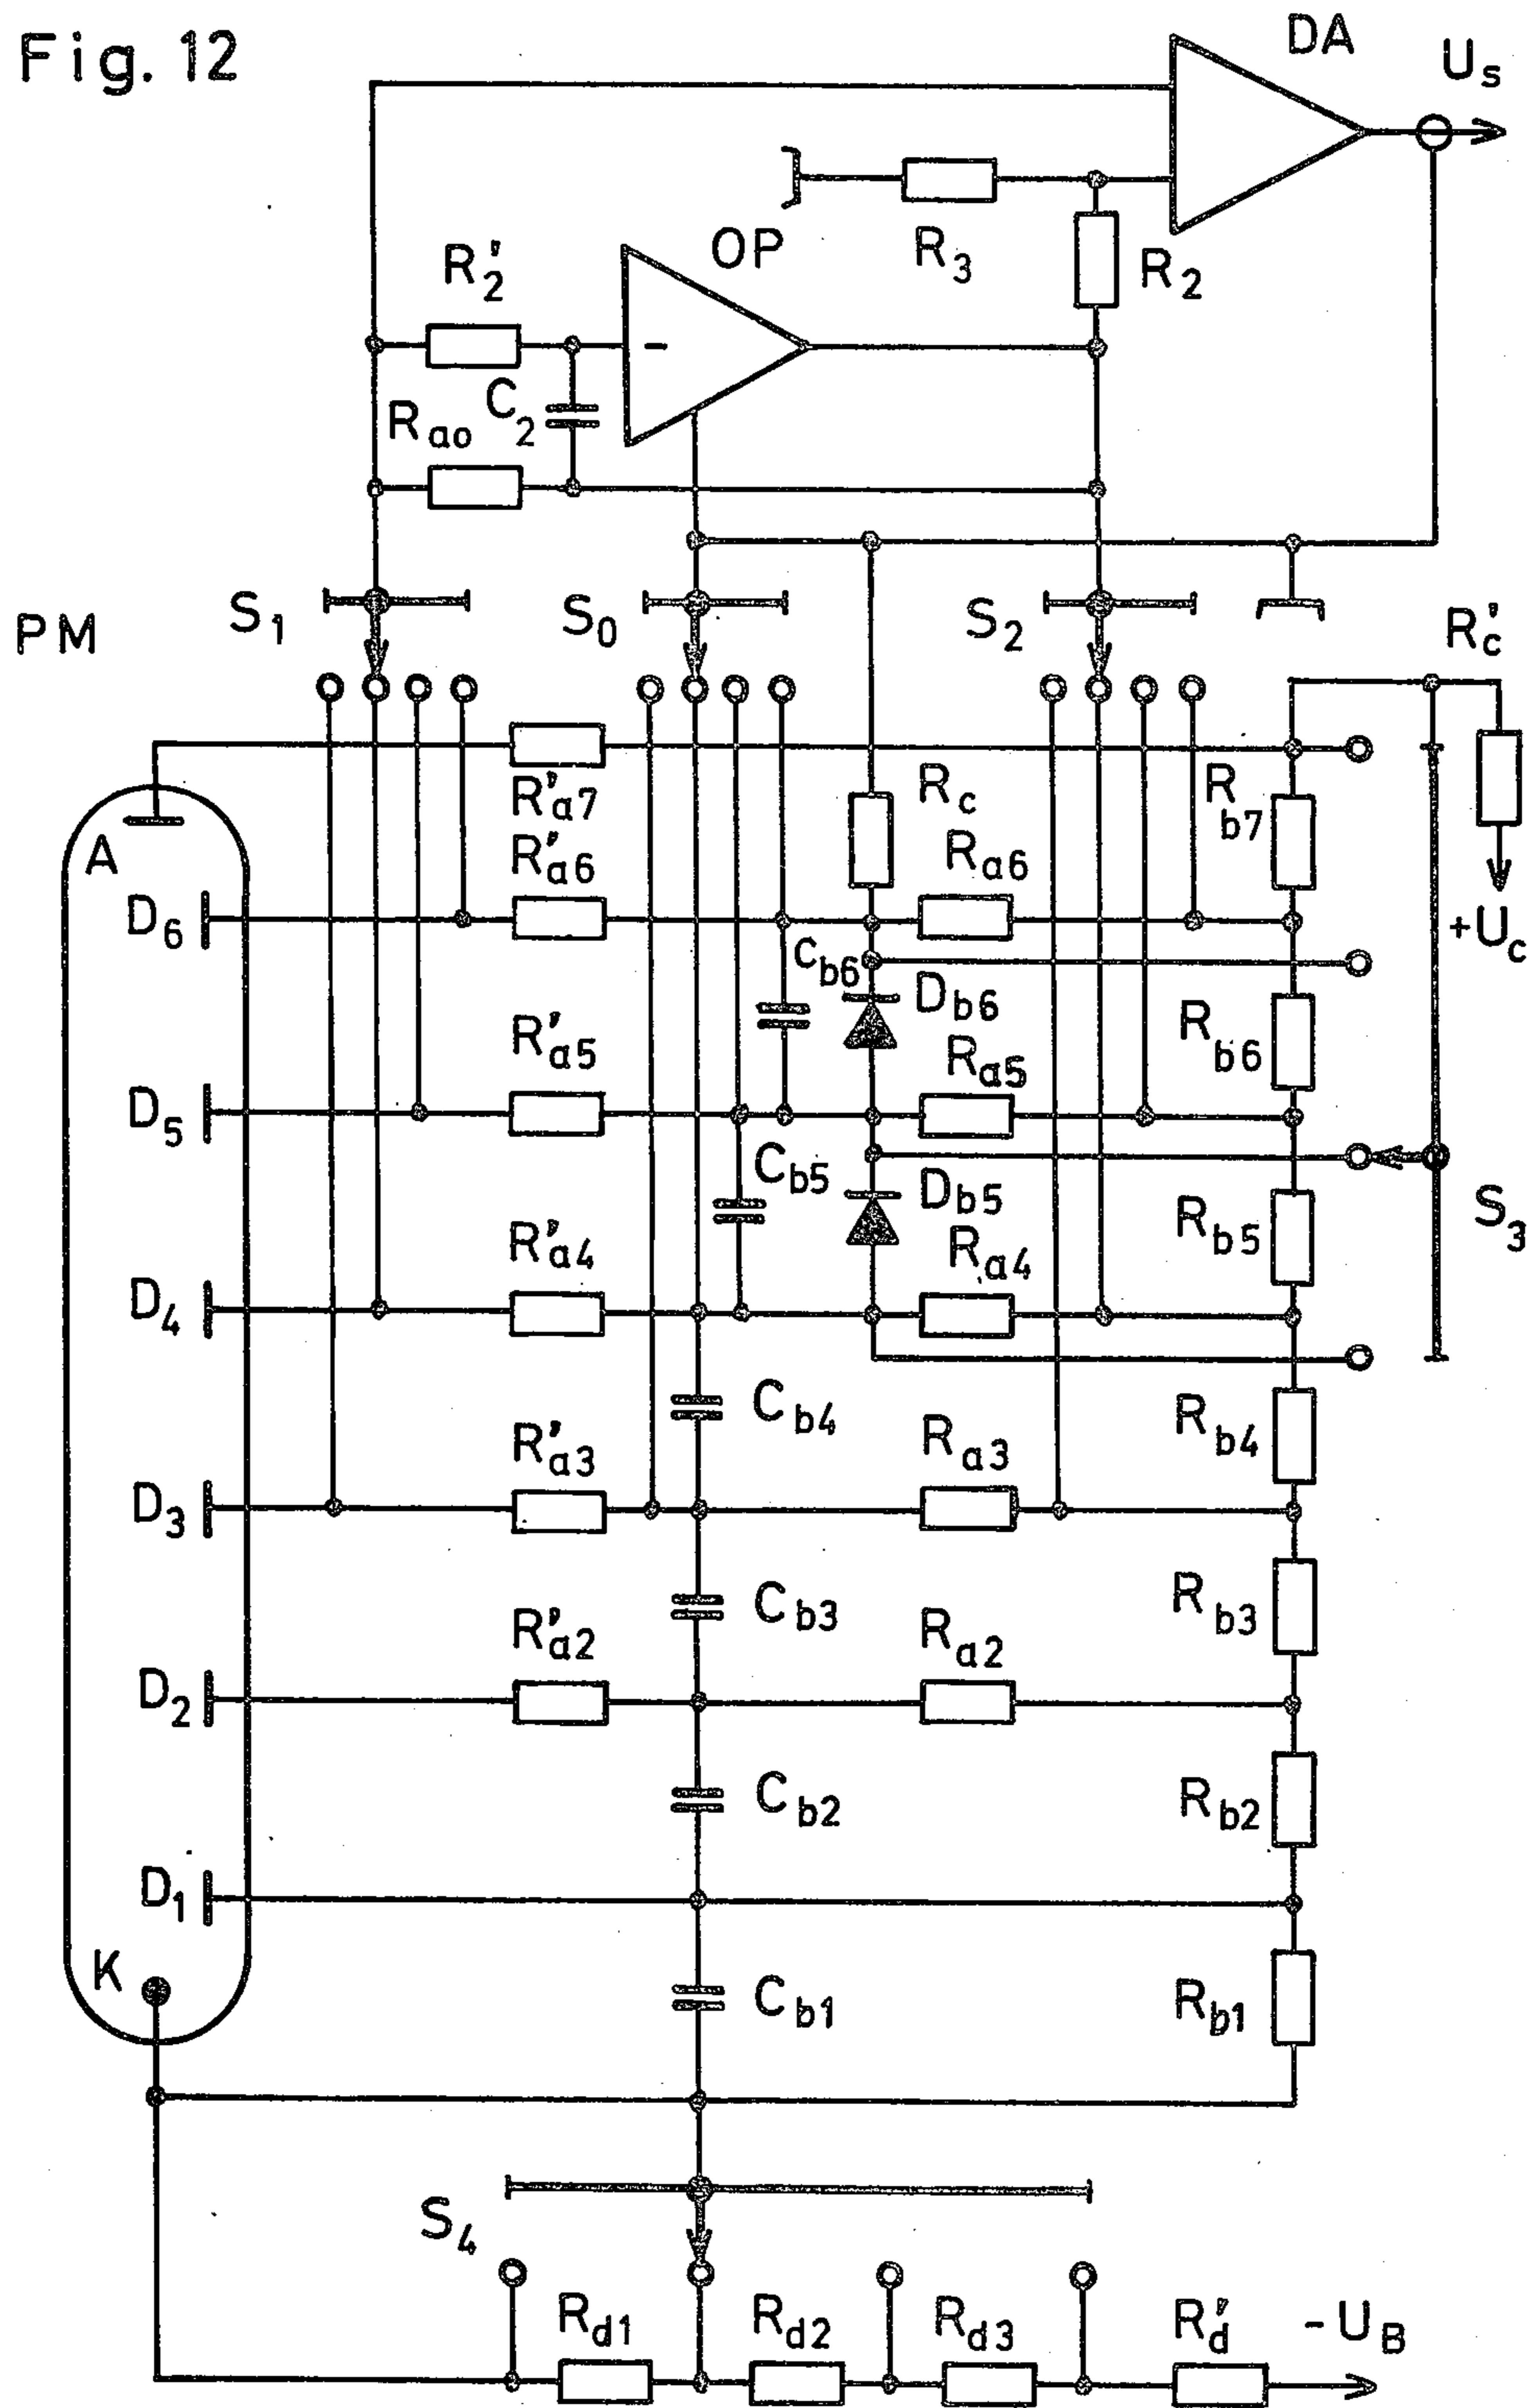 Fig. 12
DA
Us
R3
OP
R2
R'2
C2
Rao
-
S1
S0
S2
R'c
PM
+Uc
R'a7
Rc
Rb7
A
R'a6
Ra6
D6
Cb6
Db6
R'a5
Ra5
Rb6
D5
Cb5
Db5
S3
R'a4
Ra4
Rb5
D4
Cb4
Rb4
R'a3
Ra3
D3
Cb3
Rb3
R'a2
Ra2
D2
Cb2
Rb2
D1
K
Cb1
Rb1
S4
Rd1
Rd2
Rd3
R'd
-UB